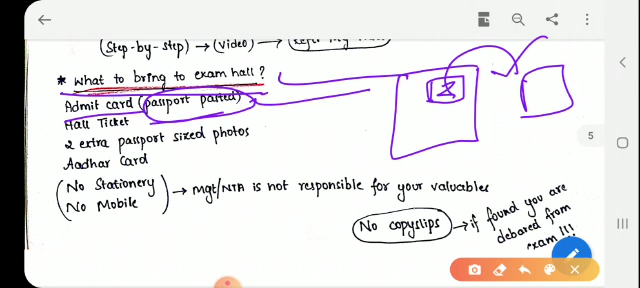 (Step-by-step) → (Video) →
* What to bring to exam hall?
Admit card (passport pasted)
Hall Ticket
2 extra passport sized photos
Aadhar Card
(No Stationery
No Mobile) → mgt/NTA is not responsible for your valuables
No copyslips → if found you are
debared from
exam!!!
5